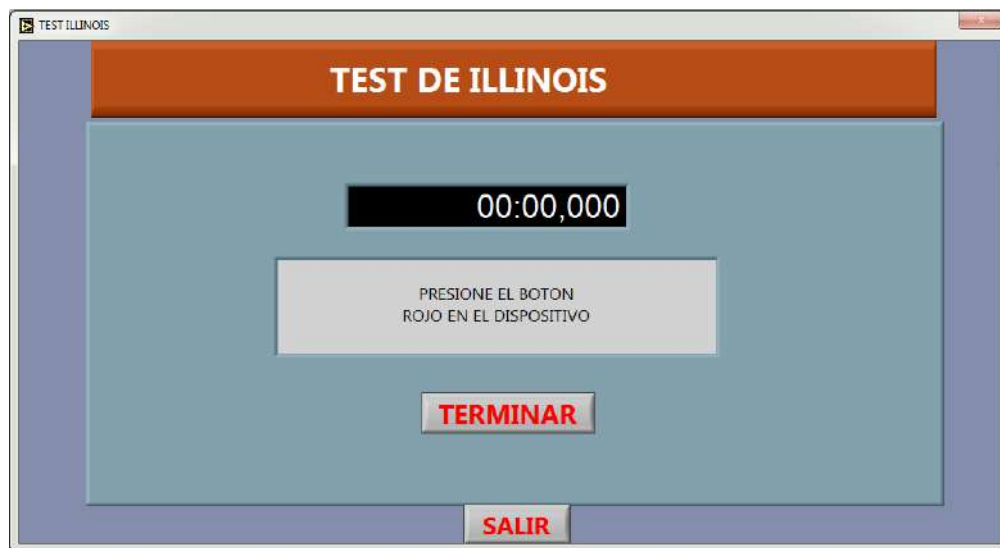 TEST ILLINOIS
TEST DE ILLINOIS
00:00,000
PRESIONE EL BOTON
ROJO EN EL DISPOSITIVO
TERMINAR
SALIR